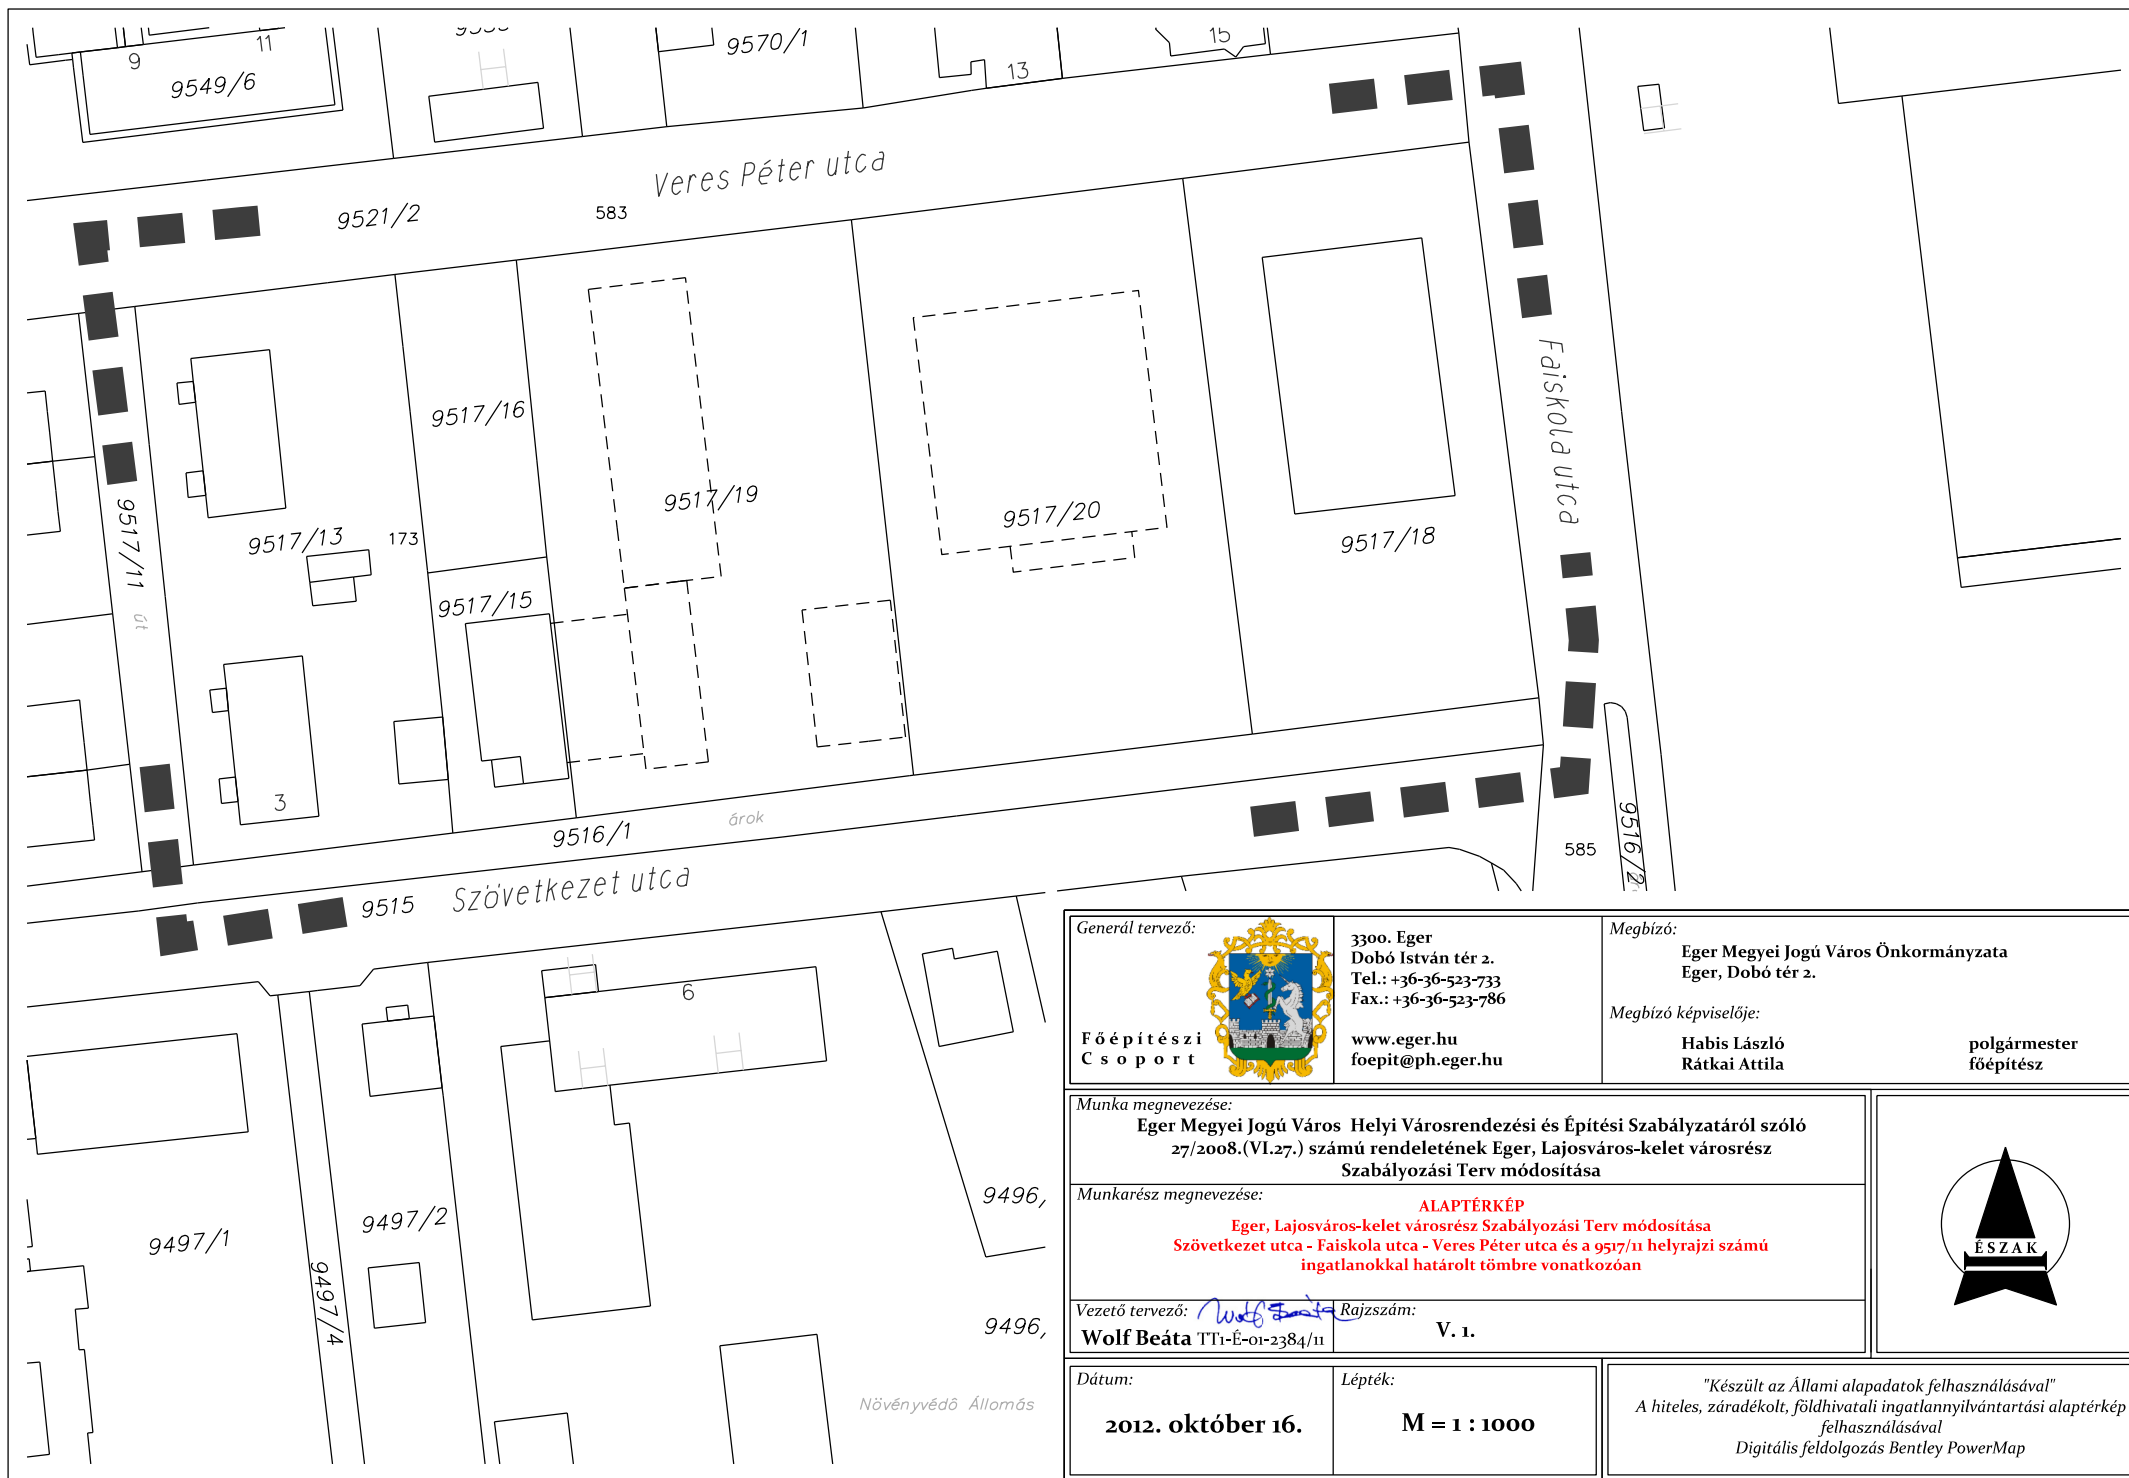 9
11
9549/6
9570/1
13
15
Veres Péter utca
9521/2
583
Faiskola utca
9517/16
9517/19
9517/20
9517/18
9517/11
út
9517/13
173
9517/15
3
9516/1
árok
9516/2
585
9515
Szövetkezet utca
6
9497/1
9497/2
9497/4
9496,
9496,
Növényvédő Állomás
Generál tervező:
Főépítészi
Csoport
3300. Eger
Dobó István tér 2.
Tel.: +36-36-523-733
Fax.: +36-36-523-786
www.eger.hu
foepit@ph.eger.hu
Megbízó:
Eger Megyei Jogú Város Önkormányzata
Eger, Dobó tér 2.
Megbízó képviselője:
Habis László polgármester
Rátkai Attila főépítész
Munka megnevezése:
Eger Megyei Jogú Város Helyi Városrendezési és Építési Szabályzatáról szóló
27/2008.(VI.27.) számú rendeletének Eger, Lajosváros-kelet városrész
Szabályozási Terv módosítása
Munkarész megnevezése:
ALAPTÉRKÉP
Eger, Lajosváros-kelet városrész Szabályozási Terv módosítása
Szövetkezet utca - Faiskola utca - Veres Péter utca és a 9517/11 helyrajzi számú
ingatlanokkal határolt tömbre vonatkozóan
ÉSZAK
Vezető tervező: Wolf Beáta
Wolf Beáta TT1-É-01-2384/11
Rajzszám:
V. 1.
Dátum:
2012. október 16.
Lépték:
M = 1 : 1000
"Készült az Állami alapadatok felhasználásával"
A hiteles, záradékolt, földhivatali ingatlannyilvántartási alaptérkép
felhasználásával
Digitális feldolgozás Bentley PowerMap